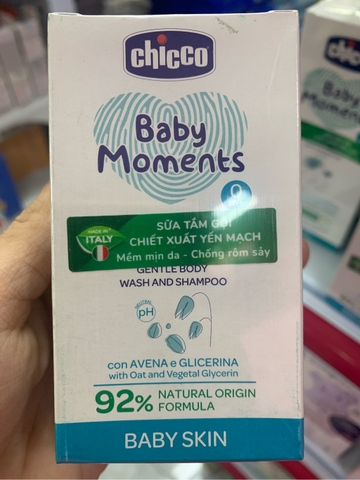 chicco
Baby
Moments
0
MADE IN
ITALY
SỮA TẮM GỘI
CHIẾT XUẤT YẾN MẠCH
Mềm mịn da - Chống rôm sảy
GENTLE BODY
WASH AND SHAMPOO
pH
con AVENA e GLICERINA
with Oat and Vegetal Glycerin
92% NATURAL ORIGIN
FORMULA
BABY SKIN